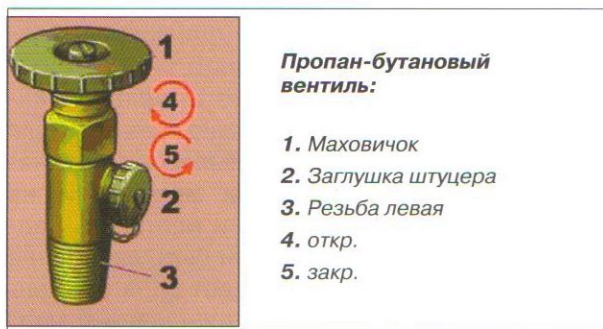 1
4
5
2
3
Пропан-бутановый
вентиль:
1. Маховичок
2. Заглушка штуцера
3. Резьба левая
4. откр.
5. закр.